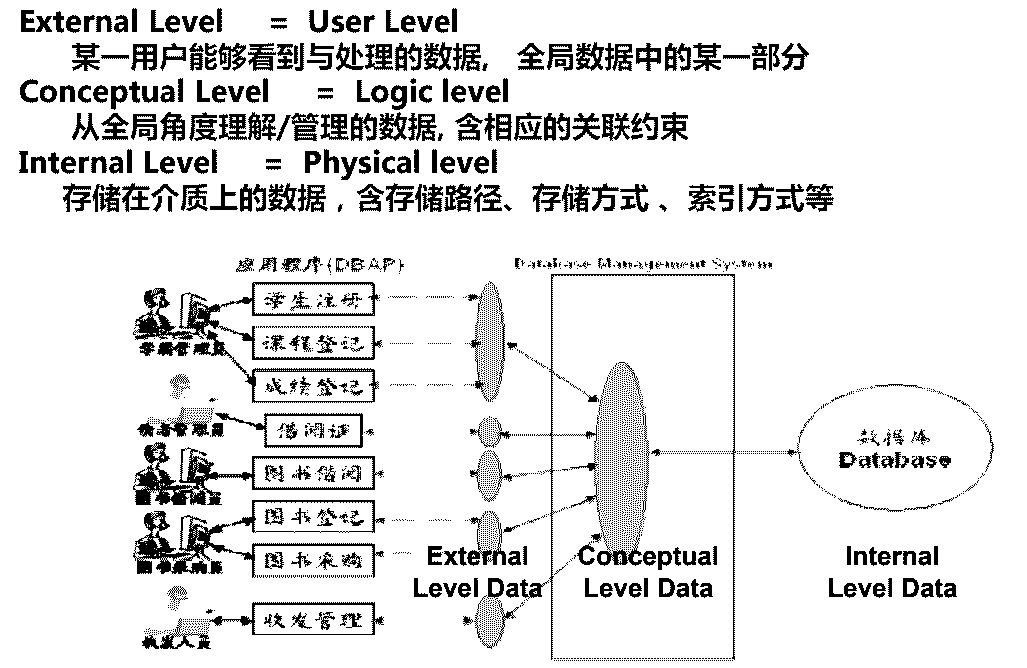 External Level = User Level
某一用户能够看到与处理的数据， 全局数据中的某一部分
Conceptual Level = Logic level
从全局角度理解/管理的数据, 含相应的关联约束
Internal Level = Physical level
存储在介质上的数据，含存储路径、存储方式 、索引方式等
应用程序(DBAP)
Database Management System
学生注册
课程登记
学籍管理员
成绩登记
借阅证
图书借阅
图书借阅员
图书登记
图书采购
图书采购员
收发管理
收发人员
数据库
Database
External
Level Data
Conceptual
Level Data
Internal
Level Data